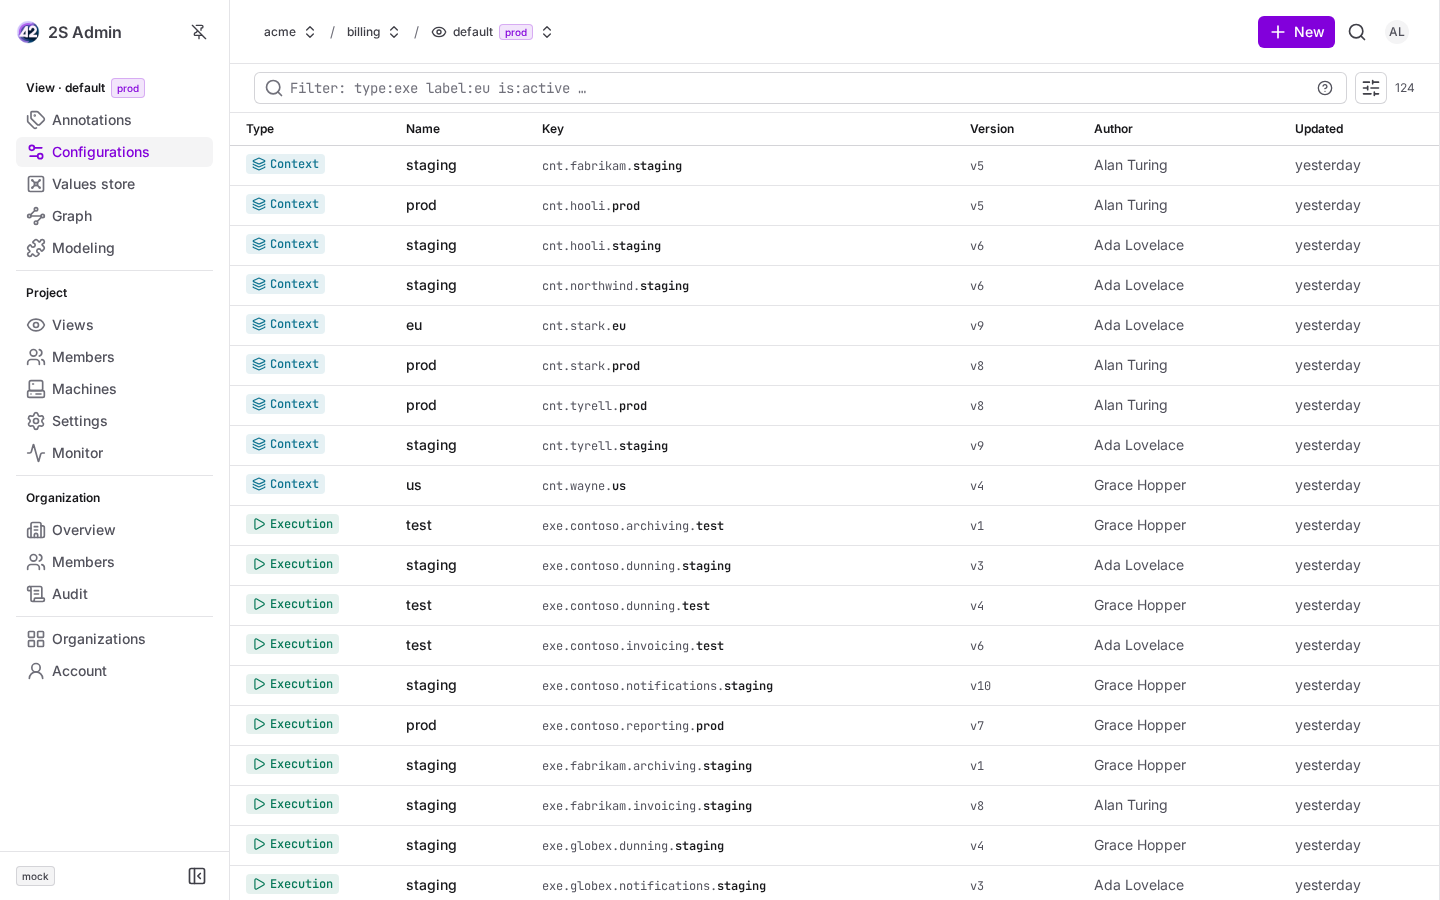 2S Admin
View · default prod
Annotations
Configurations
Values store
Graph
Modeling
Project
Views
Members
Machines
Settings
Monitor
Organization
Overview
Members
Audit
Organizations
Account
mock
acme / billing / default prod
New
AL
Filter: type:exe label:eu is:active …
124
Type Name Key Version Author Updated
Context staging cnt.fabrikam.staging v5 Alan Turing yesterday
Context prod cnt.hooli.prod v5 Alan Turing yesterday
Context staging cnt.hooli.staging v6 Ada Lovelace yesterday
Context staging cnt.northwind.staging v6 Ada Lovelace yesterday
Context eu cnt.stark.eu v9 Ada Lovelace yesterday
Context prod cnt.stark.prod v8 Alan Turing yesterday
Context prod cnt.tyrell.prod v8 Alan Turing yesterday
Context staging cnt.tyrell.staging v9 Ada Lovelace yesterday
Context us cnt.wayne.us v4 Grace Hopper yesterday
Execution test exe.contoso.archiving.test v1 Grace Hopper yesterday
Execution staging exe.contoso.dunning.staging v3 Ada Lovelace yesterday
Execution test exe.contoso.dunning.test v4 Grace Hopper yesterday
Execution test exe.contoso.invoicing.test v6 Ada Lovelace yesterday
Execution staging exe.contoso.notifications.staging v10 Grace Hopper yesterday
Execution prod exe.contoso.reporting.prod v7 Grace Hopper yesterday
Execution staging exe.fabrikam.archiving.staging v1 Grace Hopper yesterday
Execution staging exe.fabrikam.invoicing.staging v8 Alan Turing yesterday
Execution staging exe.globex.dunning.staging v4 Grace Hopper yesterday
Execution staging exe.globex.notifications.staging v3 Ada Lovelace yesterday